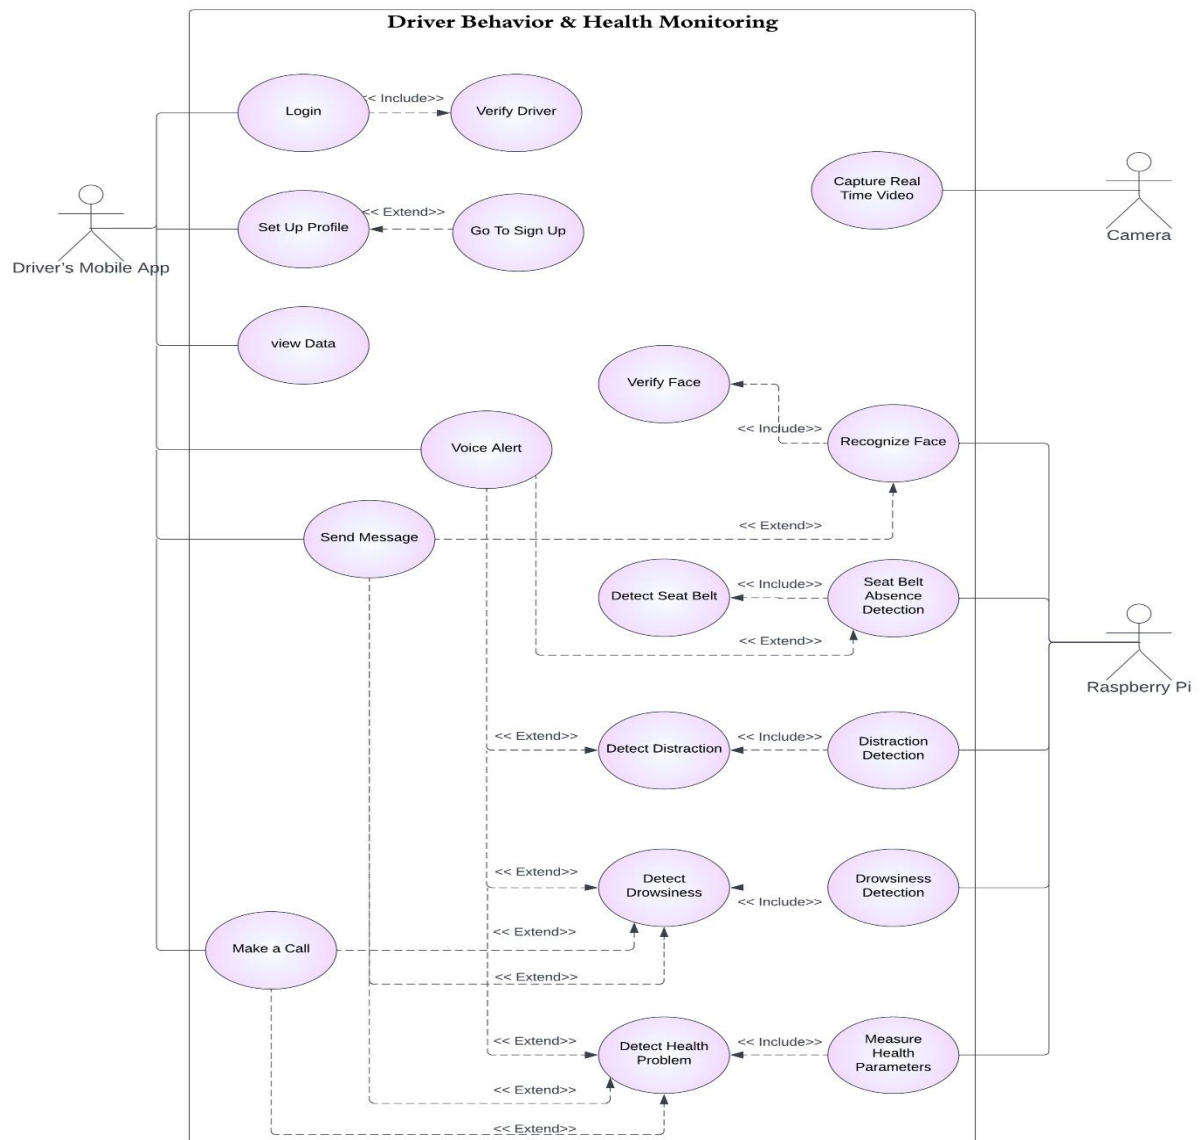 Driver Behavior & Health Monitoring
Login
<< Include>>
Verify Driver
Capture Real
Time Video
Camera
Set Up Profile
<< Extend>>
Go To Sign Up
Driver's Mobile App
view Data
Verify Face
<< Include>>
Recognize Face
Voice Alert
Send Message
<< Extend>>
Detect Seat Belt
<< Include>>
Seat Belt
Absence
Detection
<< Extend>>
Raspberry Pi
<< Extend>>
Detect Distraction
<< Include>>
Distraction
Detection
<< Extend>>
Detect
Drowsiness
<< Include>>
Drowsiness
Detection
Make a Call
<< Extend>>
<< Extend>>
<< Extend>>
Detect Health
Problem
<< Include>>
Measure
Health
Parameters
<< Extend>>
<< Extend>>